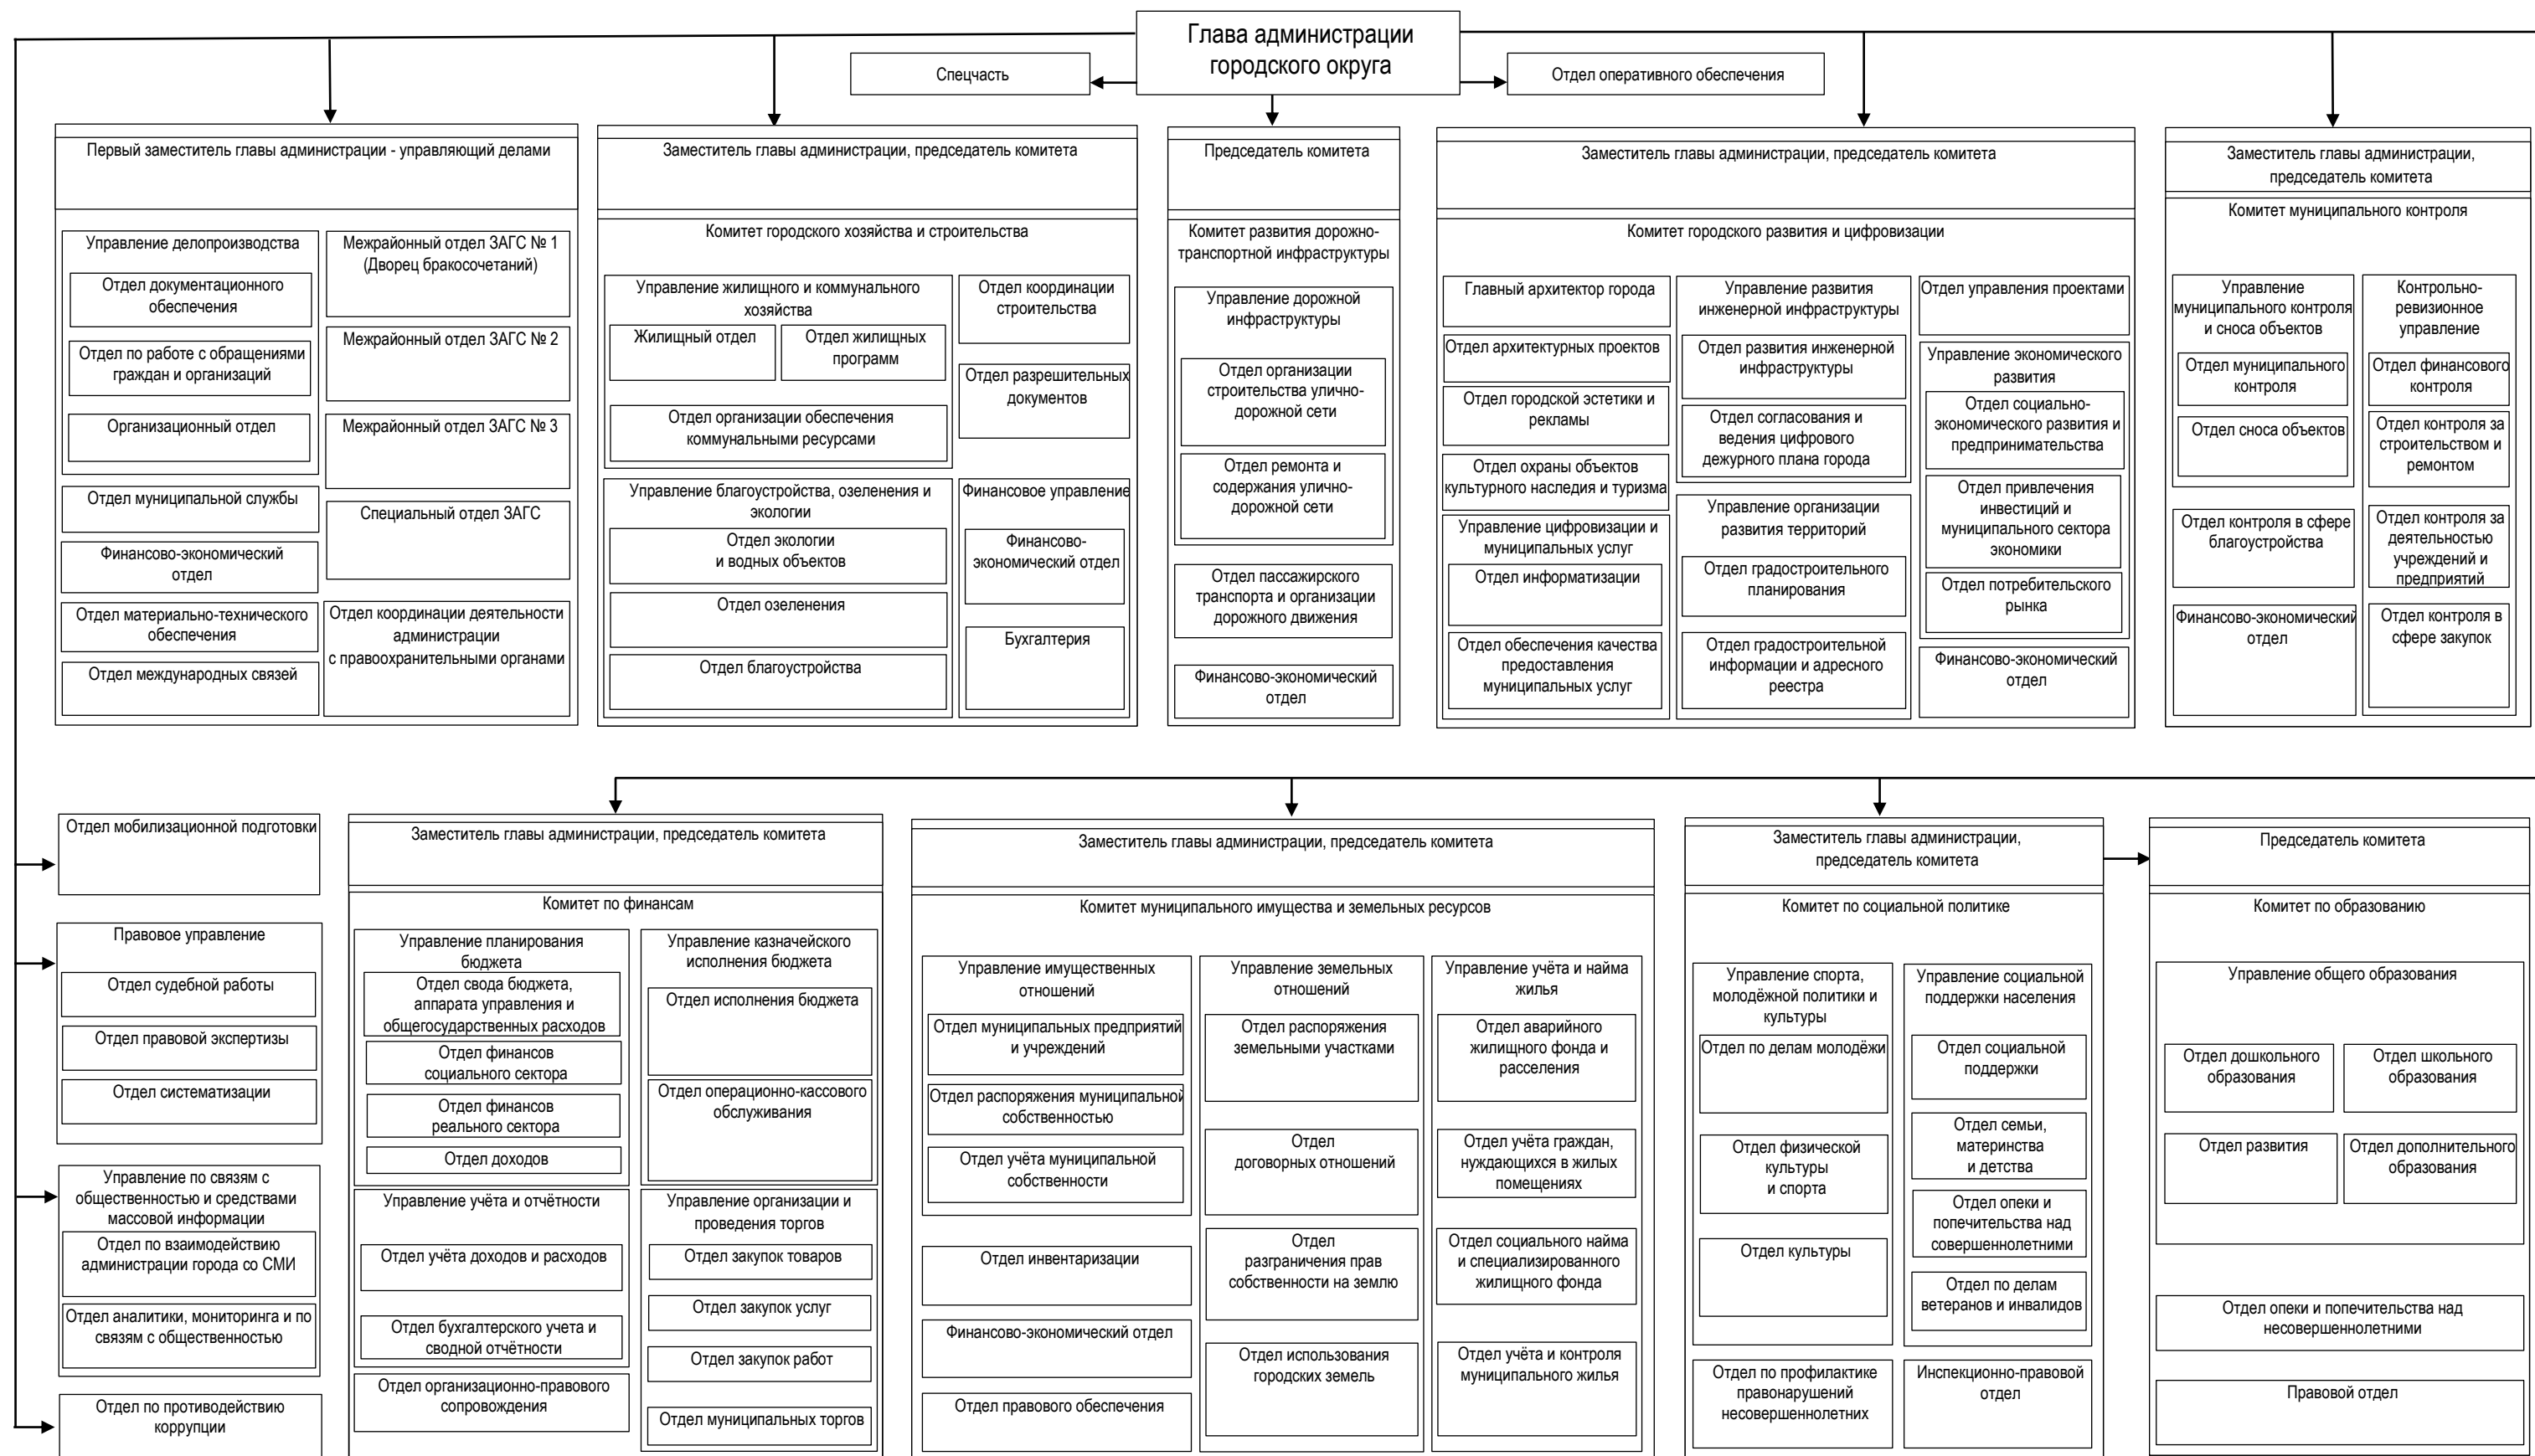 Глава администрации
городского округа
Спецчасть
Отдел оперативного обеспечения
Первый заместитель главы администрации - управляющий делами
Управление делопроизводства
Отдел документационного
обеспечения
Отдел по работе с обращениями
граждан и организаций
Организационный отдел
Отдел муниципальной службы
Финансово-экономический
отдел
Отдел материально-технического
обеспечения
Отдел международных связей
Межрайонный отдел ЗАГС № 1
(Дворец бракосочетаний)
Межрайонный отдел ЗАГС № 2
Межрайонный отдел ЗАГС № 3
Специальный отдел ЗАГС
Отдел координации деятельности
администрации
с правоохранительными органами
Заместитель главы администрации, председатель комитета
Комитет городского хозяйства и строительства
Управление жилищного и коммунального
хозяйства
Жилищный отдел
Отдел жилищных
программ
Отдел организации обеспечения
коммунальными ресурсами
Управление благоустройства, озеленения и
экологии
Отдел экологии
и водных объектов
Отдел озеленения
Отдел благоустройства
Отдел координации
строительства
Отдел разрешительных
документов
Финансовое управление
Финансово-
экономический отдел
Бухгалтерия
Председатель комитета
Комитет развития дорожно-
транспортной инфраструктуры
Управление дорожной
инфраструктуры
Отдел организации
строительства улично-
дорожной сети
Отдел ремонта и
содержания улично-
дорожной сети
Отдел пассажирского
транспорта и организации
дорожного движения
Финансово-экономический
отдел
Заместитель главы администрации, председатель комитета
Комитет городского развития и цифровизации
Главный архитектор города
Отдел архитектурных проектов
Отдел городской эстетики и
рекламы
Отдел охраны объектов
культурного наследия и туризма
Управление цифровизации и
муниципальных услуг
Отдел информатизации
Отдел обеспечения качества
предоставления
муниципальных услуг
Управление развития
инженерной инфраструктуры
Отдел развития инженерной
инфраструктуры
Отдел согласования и
ведения цифрового
дежурного плана города
Управление организации
развития территорий
Отдел градостроительного
планирования
Отдел градостроительной
информации и адресного
реестра
Отдел управления проектами
Управление экономического
развития
Отдел социально-
экономического развития и
предпринимательства
Отдел привлечения
инвестиций и
муниципального сектора
экономики
Отдел потребительского
рынка
Финансово-экономический
отдел
Заместитель главы администрации,
председатель комитета
Комитет муниципального контроля
Управление
муниципального контроля
и сноса объектов
Отдел муниципального
контроля
Отдел сноса объектов
Отдел контроля в сфере
благоустройства
Финансово-экономический
отдел
Контрольно-
ревизионное
управление
Отдел финансового
контроля
Отдел контроля за
строительством и
ремонтом
Отдел контроля за
деятельностью
учреждений и
предприятий
Отдел контроля в
сфере закупок
Отдел мобилизационной подготовки
Правовое управление
Отдел судебной работы
Отдел правовой экспертизы
Отдел систематизации
Управление по связям с
общественностью и средствами
массовой информации
Отдел по взаимодействию
администрации города со СМИ
Отдел аналитики, мониторинга и по
связям с общественностью
Отдел по противодействию
коррупции
Заместитель главы администрации, председатель комитета
Комитет по финансам
Управление планирования
бюджета
Отдел свода бюджета,
аппарата управления и
общегосударственных расходов
Отдел финансов
социального сектора
Отдел финансов
реального сектора
Отдел доходов
Управление учёта и отчётности
Отдел учёта доходов и расходов
Отдел бухгалтерского учета и
сводной отчётности
Отдел организационно-правового
сопровождения
Управление казначейского
исполнения бюджета
Отдел исполнения бюджета
Отдел операционно-кассового
обслуживания
Управление организации и
проведения торгов
Отдел закупок товаров
Отдел закупок услуг
Отдел закупок работ
Отдел муниципальных торгов
Заместитель главы администрации, председатель комитета
Комитет муниципального имущества и земельных ресурсов
Управление имущественных
отношений
Отдел муниципальных предприятий
и учреждений
Отдел распоряжения муниципальной
собственностью
Отдел учёта муниципальной
собственности
Отдел инвентаризации
Финансово-экономический отдел
Отдел правового обеспечения
Управление земельных
отношений
Отдел распоряжения
земельными участками
Отдел
договорных отношений
Отдел
разграничения прав
собственности на землю
Отдел использования
городских земель
Управление учёта и найма
жилья
Отдел аварийного
жилищного фонда и
расселения
Отдел учёта граждан,
нуждающихся в жилых
помещениях
Отдел социального найма
и специализированного
жилищного фонда
Отдел учёта и контроля
муниципального жилья
Заместитель главы администрации,
председатель комитета
Комитет по социальной политике
Управление спорта,
молодёжной политики и
культуры
Отдел по делам молодёжи
Отдел физической
культуры
и спорта
Отдел культуры
Отдел по профилактике
правонарушений
несовершеннолетних
Управление социальной
поддержки населения
Отдел социальной
поддержки
Отдел семьи,
материнства
и детства
Отдел опеки и
попечительства над
совершеннолетними
Отдел по делам
ветеранов и инвалидов
Инспекционно-правовой
отдел
Председатель комитета
Комитет по образованию
Управление общего образования
Отдел дошкольного
образования
Отдел школьного
образования
Отдел развития
Отдел дополнительного
образования
Отдел опеки и попечительства над
несовершеннолетними
Правовой отдел